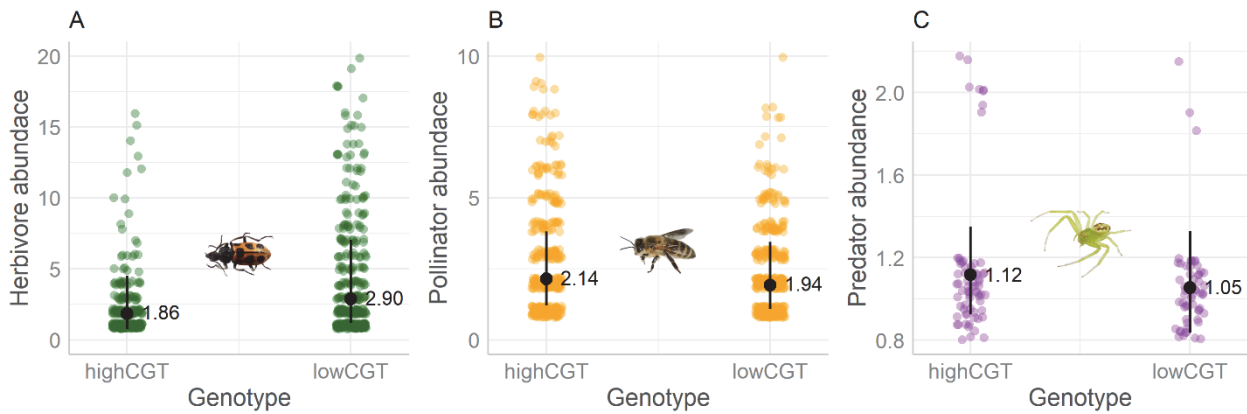 A
Herbivore abundance
20
15
10
5
0
1.86
2.90
highCGT
lowCGT
Genotype
B
Pollinator abundace
10
5
0
2.14
1.94
highCGT
lowCGT
Genotype
C
Predator abundance
2.0
1.6
1.2
0.8
1.12
1.05
highCGT
lowCGT
Genotype